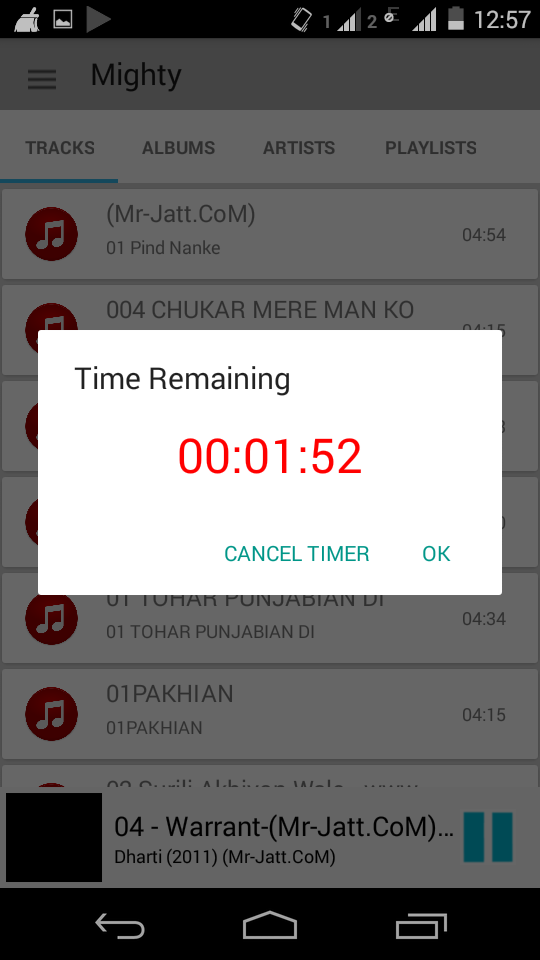 1 2 E 12:57
Mighty
TRACKS ALBUMS ARTISTS PLAYLISTS
(Mr-Jatt.CoM)
01 Pind Nanke
04:54
004 CHUKAR MERE MAN KO
04:15
Time Remaining
00:01:52
CANCEL TIMER OK
01 TOHAR PUNJABIAN DI
01 TOHAR PUNJABIAN DI
04:34
01PAKHIAN
01PAKHIAN
04:15
04 - Warrant-(Mr-Jatt.CoM)...
Dharti (2011) (Mr-Jatt.CoM)